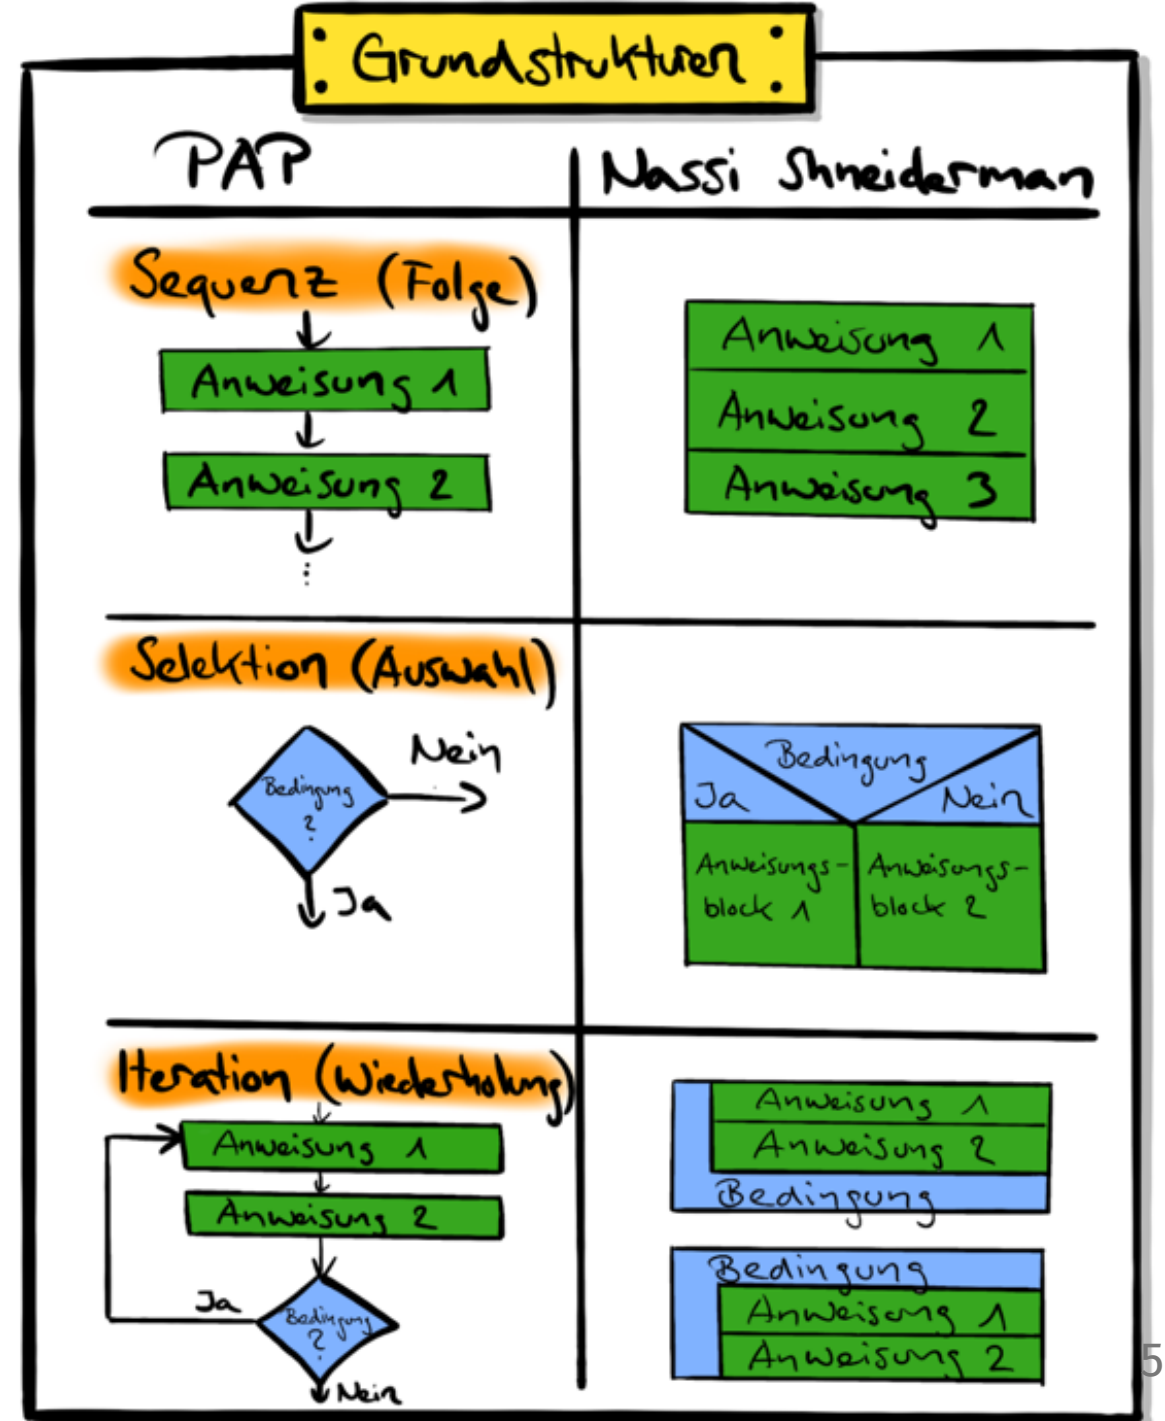 Grundstrukturen
PAP
Nassi Shneiderman
Sequenz (Folge)
Anweisung 1
Anweisung 2
...
Anweisung 1
Anweisung 2
Anweisung 3
Selektion (Auswahl)
Bedingung
?
Nein
Ja
Bedingung
Ja
Nein
Anweisungs-
block 1
Anweisungs-
block 2
Iteration (Wiederholung)
Anweisung 1
Anweisung 2
Ja
Bedingung
?
Nein
Anweisung 1
Anweisung 2
Bedingung
Bedingung
Anweisung 1
Anweisung 2
5